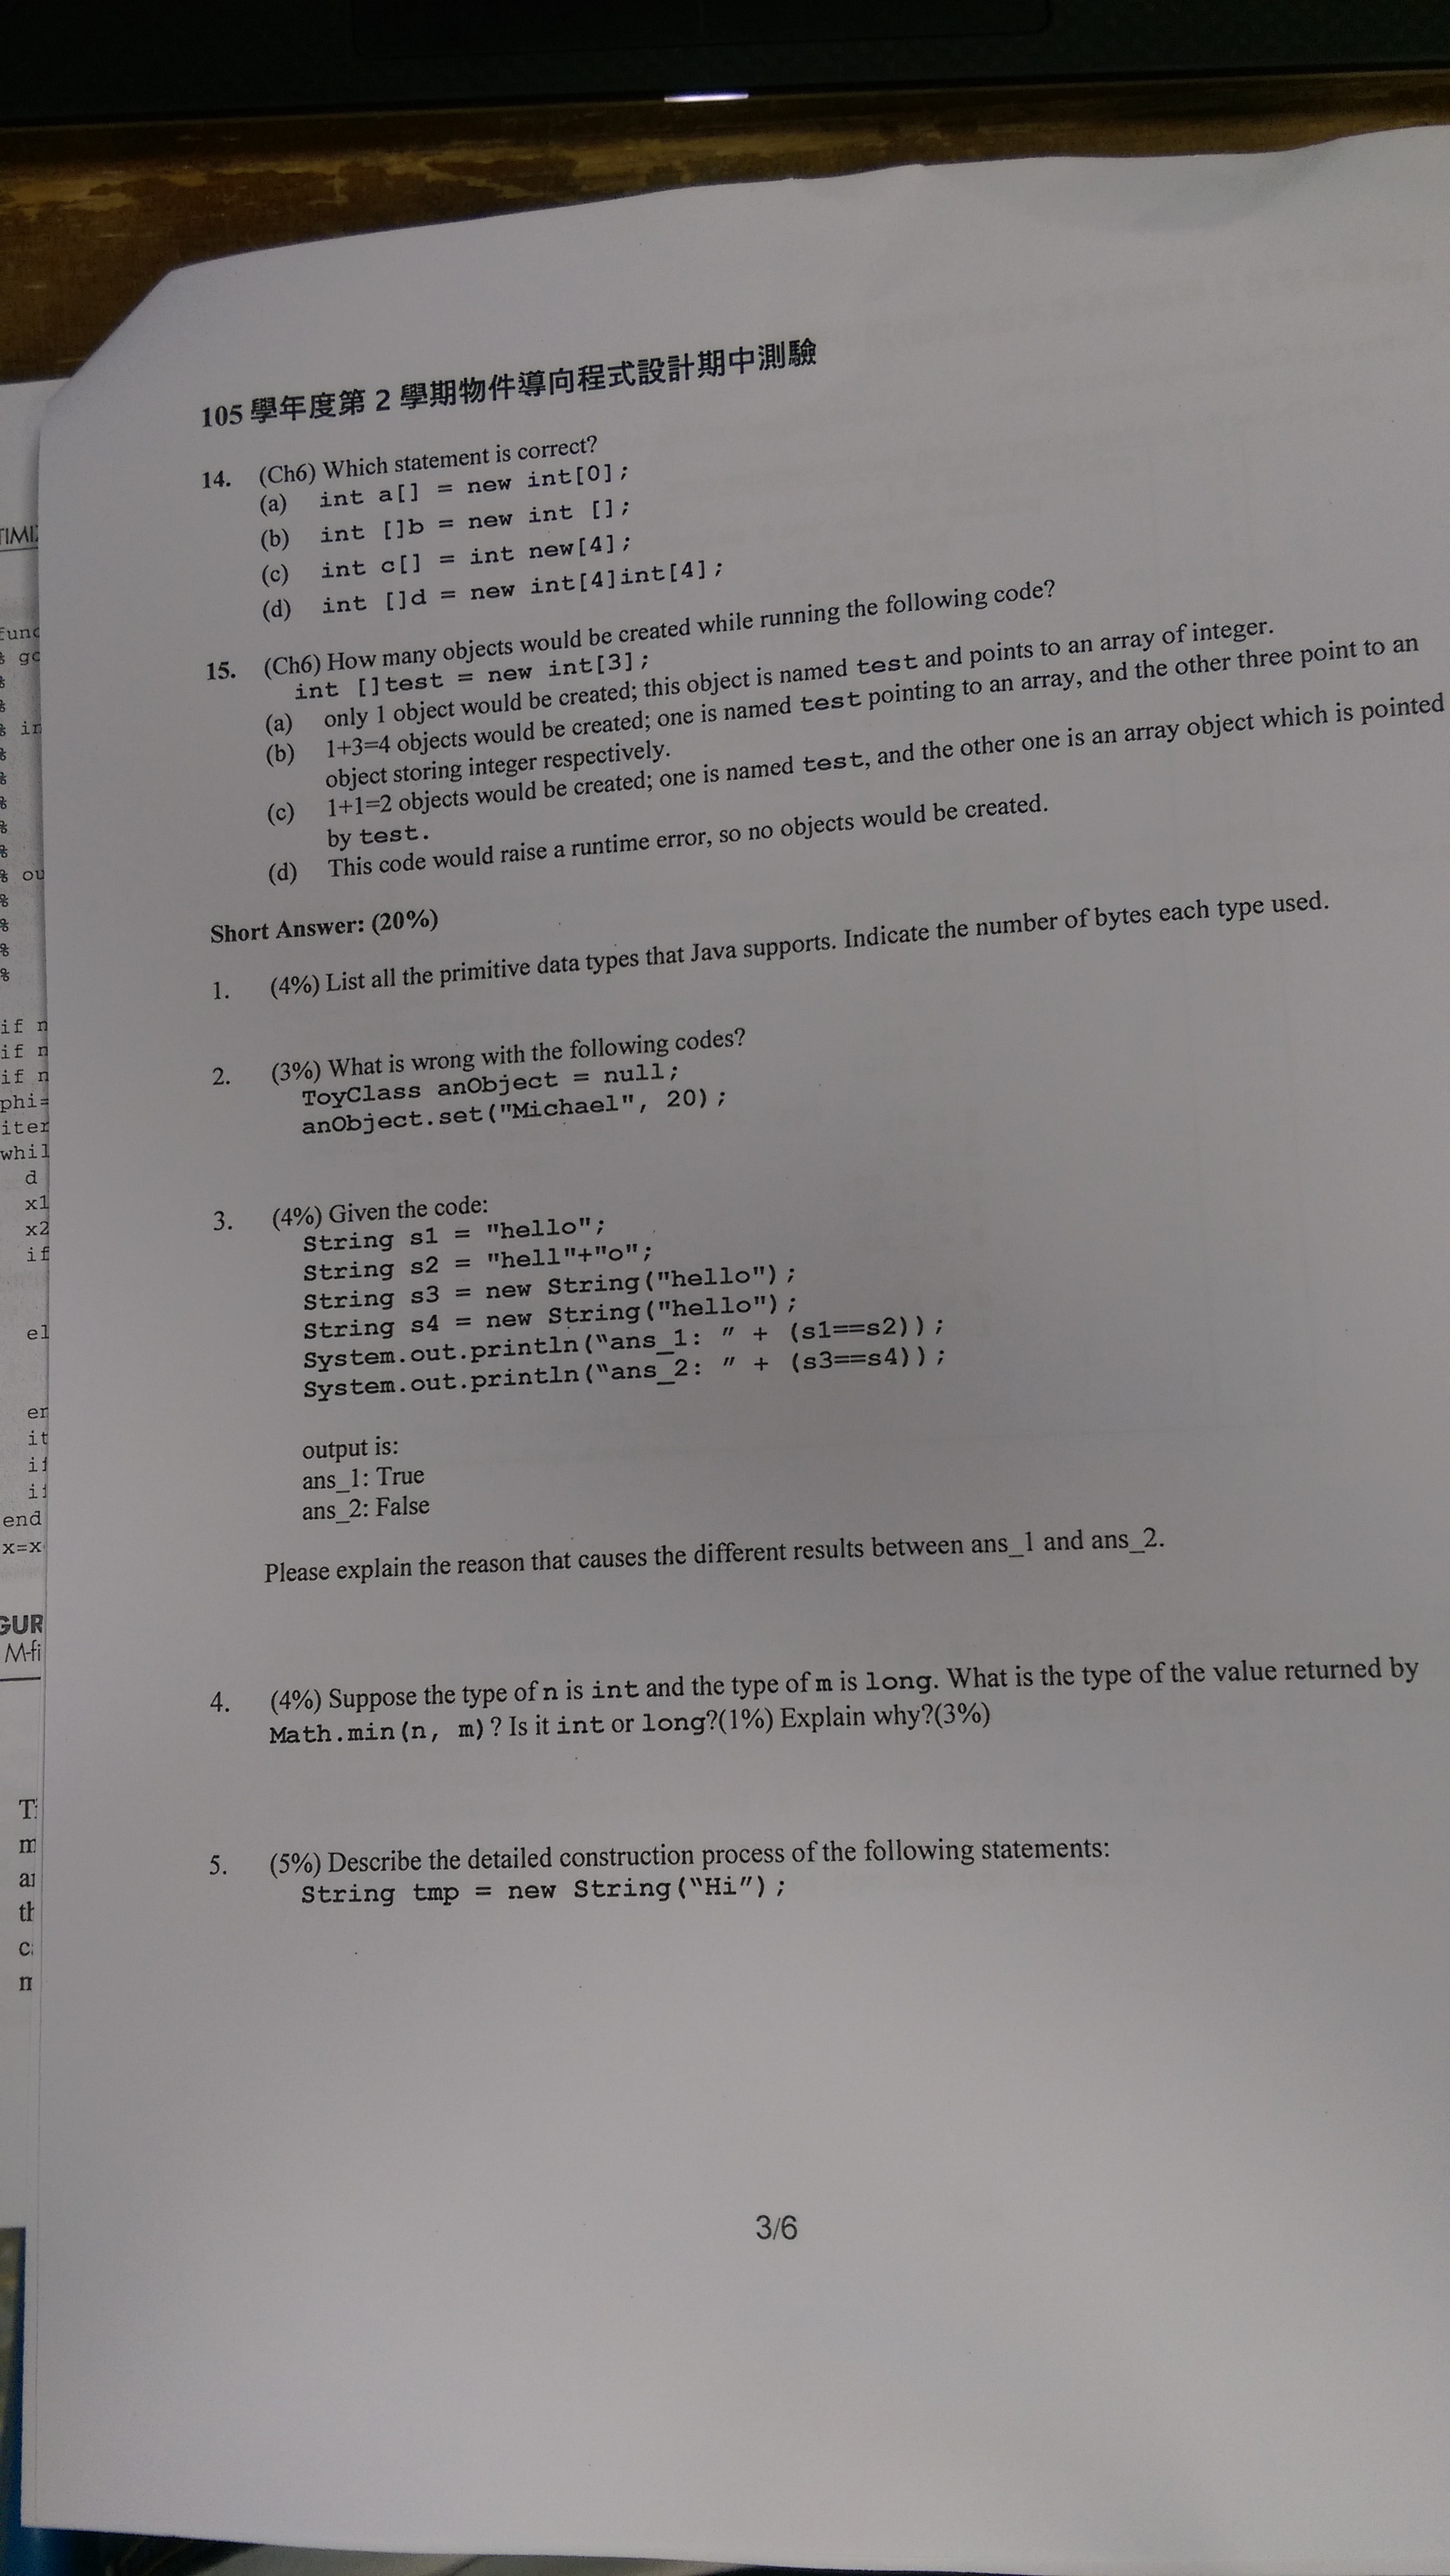 105 學年度第 2 學期物件導向程式設計期中測驗
14. (Ch6) Which statement is correct?
(a) int a[] = new int[0];
(b) int []b = new int [];
(c) int c[] = int new[4];
(d) int []d = new int[4]int[4];
15. (Ch6) How many objects would be created while running the following code?
int []test = new int[3];
(a) only 1 object would be created; this object is named test and points to an array of integer.
(b) 1+3=4 objects would be created; one is named test pointing to an array, and the other three point to an
object storing integer respectively.
(c) 1+1=2 objects would be created; one is named test, and the other one is an array object which is pointed
by test.
(d) This code would raise a runtime error, so no objects would be created.
Short Answer: (20%)
1. (4%) List all the primitive data types that Java supports. Indicate the number of bytes each type used.
2. (3%) What is wrong with the following codes?
ToyClass anObject = null;
anObject.set("Michael", 20);
3. (4%) Given the code:
String s1 = "hello";
String s2 = "hell"+"o";
String s3 = new String("hello");
String s4 = new String("hello");
System.out.println(“ans_1: ” + (s1==s2));
System.out.println(“ans_2: ” + (s3==s4));
output is:
ans_1: True
ans_2: False
Please explain the reason that causes the different results between ans_1 and ans_2.
4. (4%) Suppose the type of n is int and the type of m is long. What is the type of the value returned by
Math.min(n, m)? Is it int or long?(1%) Explain why?(3%)
5. (5%) Describe the detailed construction process of the following statements:
String tmp = new String(“Hi”);
3/6
if n
if n
if n
phi=
d
x1
x2
if
end
x=x